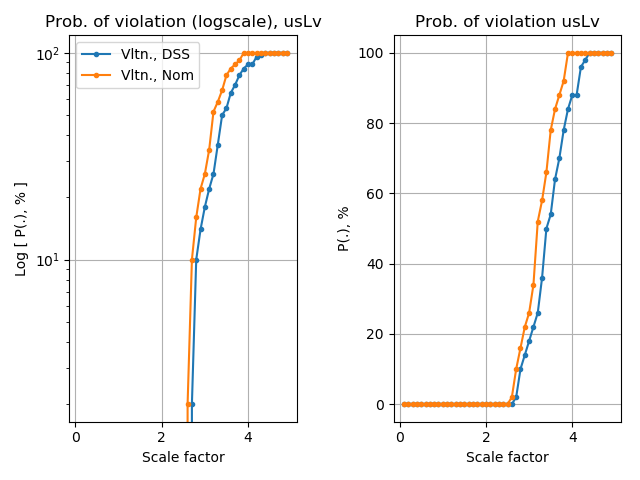 Prob. of violation (logscale), usLv
Vltn., DSS
Vltn., Nom
10²
10¹
Log [ P(.), % ]
0
2
4
Scale factor
Prob. of violation usLv
100
80
60
40
20
0
P(.), %
0
2
4
Scale factor